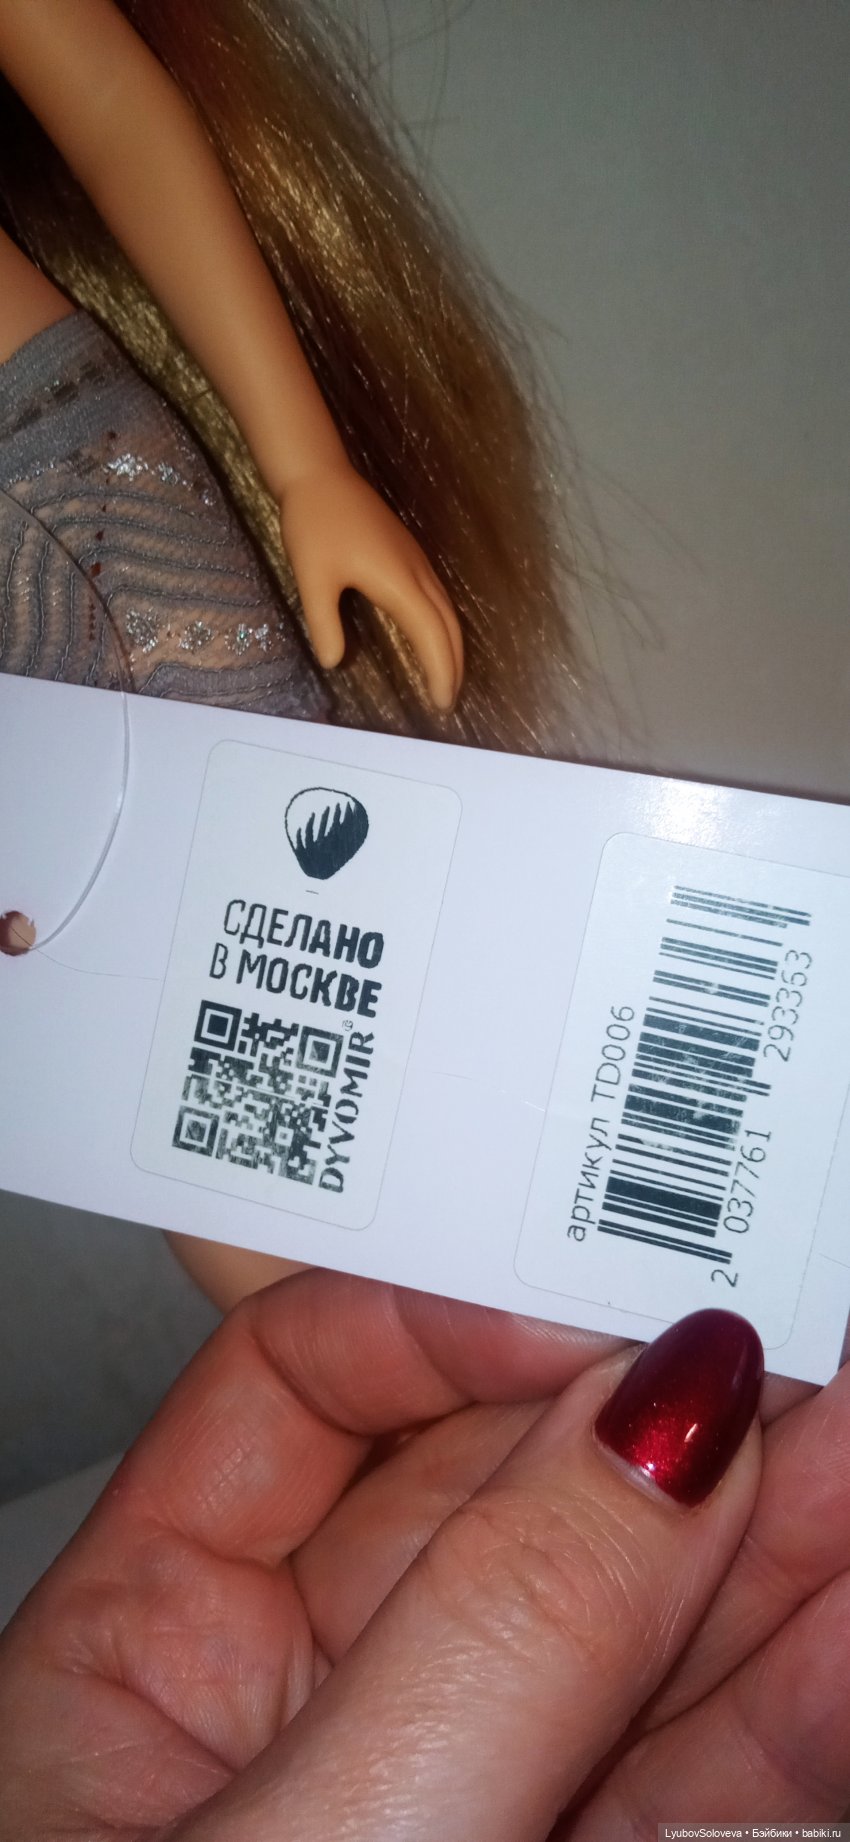 СДЕЛАНО
В МОСКВЕ
DYVOMIR®
артикул TD006
2 037761 293363
LyubovSoloveva • Бэйбики • babiki.ru